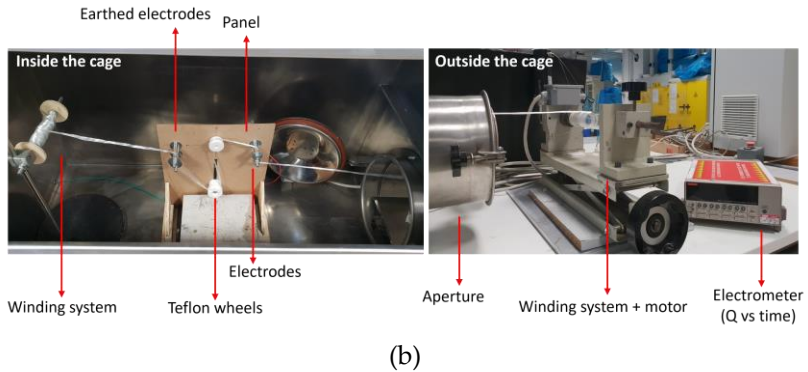 Earthed electrodes
Panel
Inside the cage
Outside the cage
Winding system
Teflon wheels
Electrodes
Aperture
Winding system + motor
Electrometer
(Q vs time)
(b)